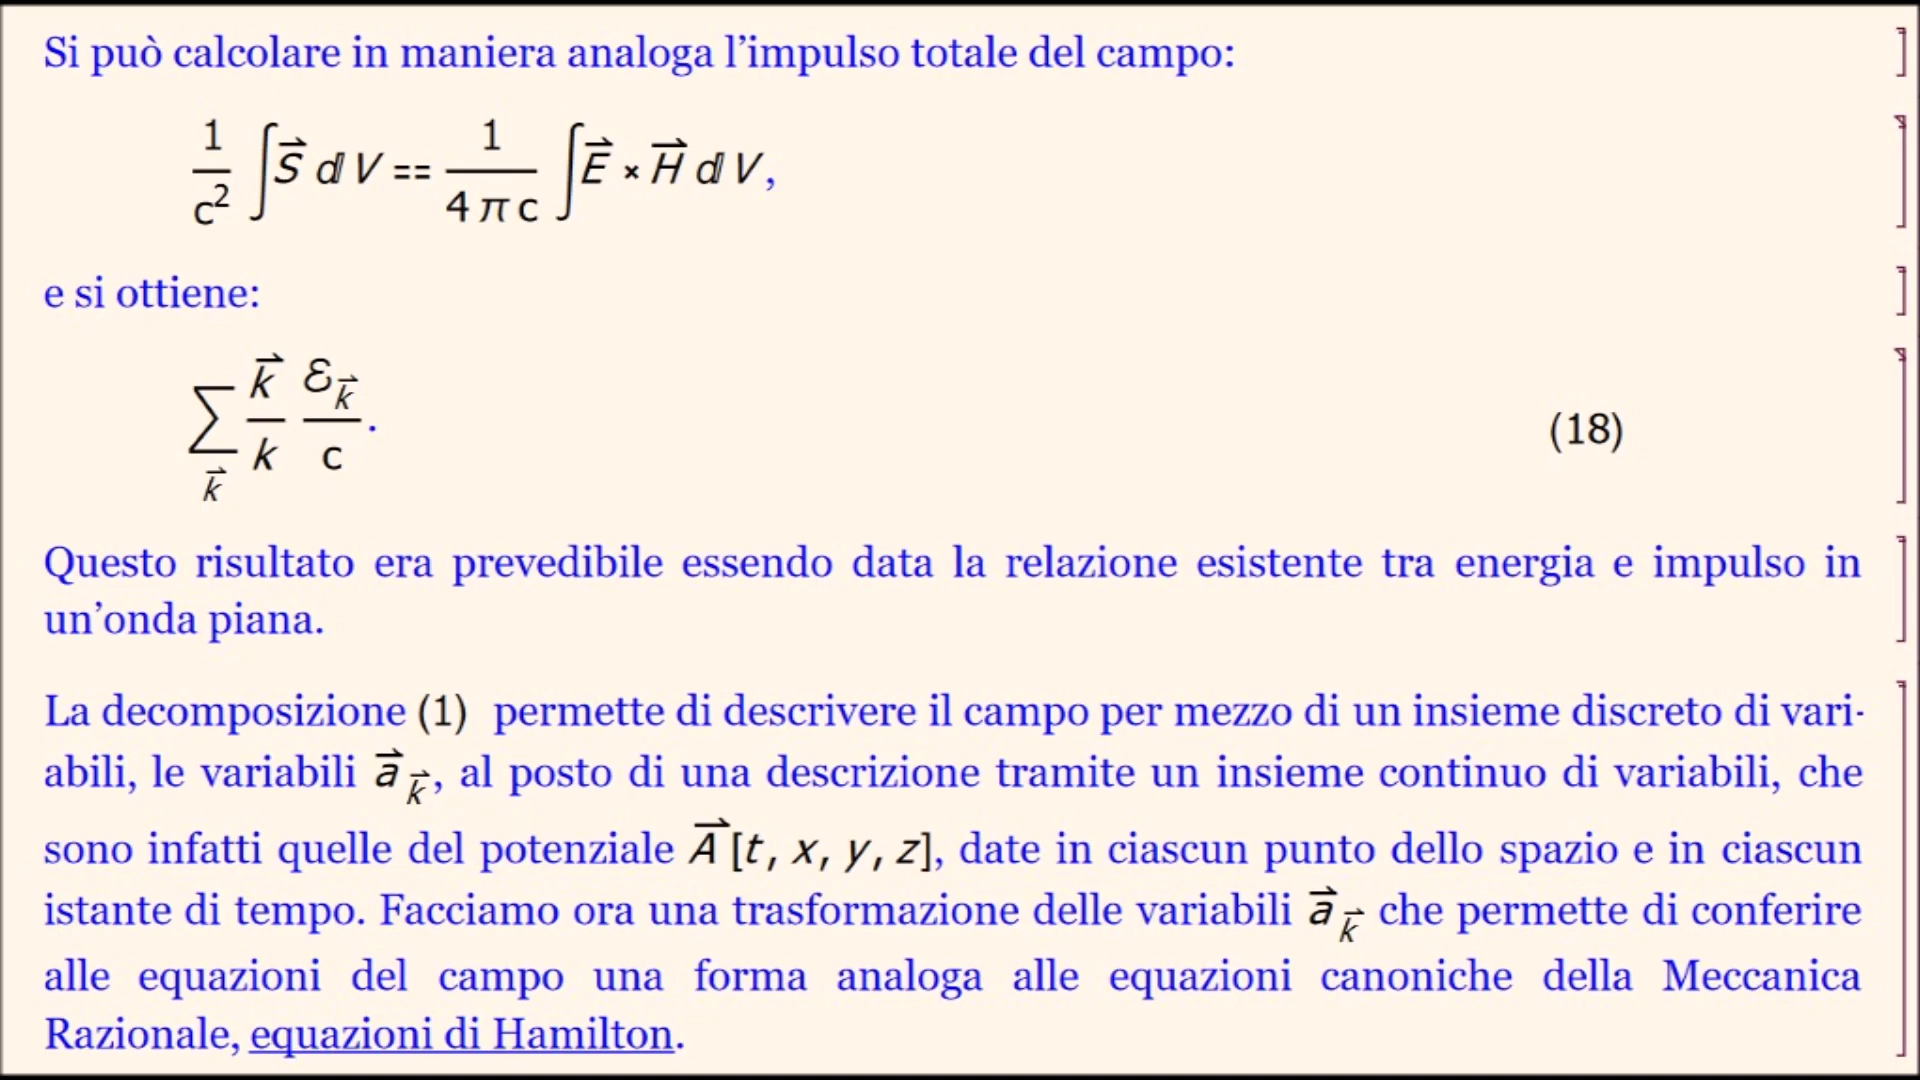 Si può calcolare in maniera analoga l’impulso totale del campo:
1/c² ∫S⃗ ⅆV == 1/(4 π c) ∫E⃗ × H⃗ ⅆV,
e si ottiene:
∑_k⃗ k⃗/k ℰ_k⃗/c. (18)
Questo risultato era prevedibile essendo data la relazione esistente tra energia e impulso in
un’onda piana.
La decomposizione (1) permette di descrivere il campo per mezzo di un insieme discreto di vari-
abili, le variabili a⃗_k⃗, al posto di una descrizione tramite un insieme continuo di variabili, che
sono infatti quelle del potenziale A⃗[t, x, y, z], date in ciascun punto dello spazio e in ciascun
istante di tempo. Facciamo ora una trasformazione delle variabili a⃗_k⃗ che permette di conferire
alle equazioni del campo una forma analoga alle equazioni canoniche della Meccanica
Razionale, equazioni di Hamilton.